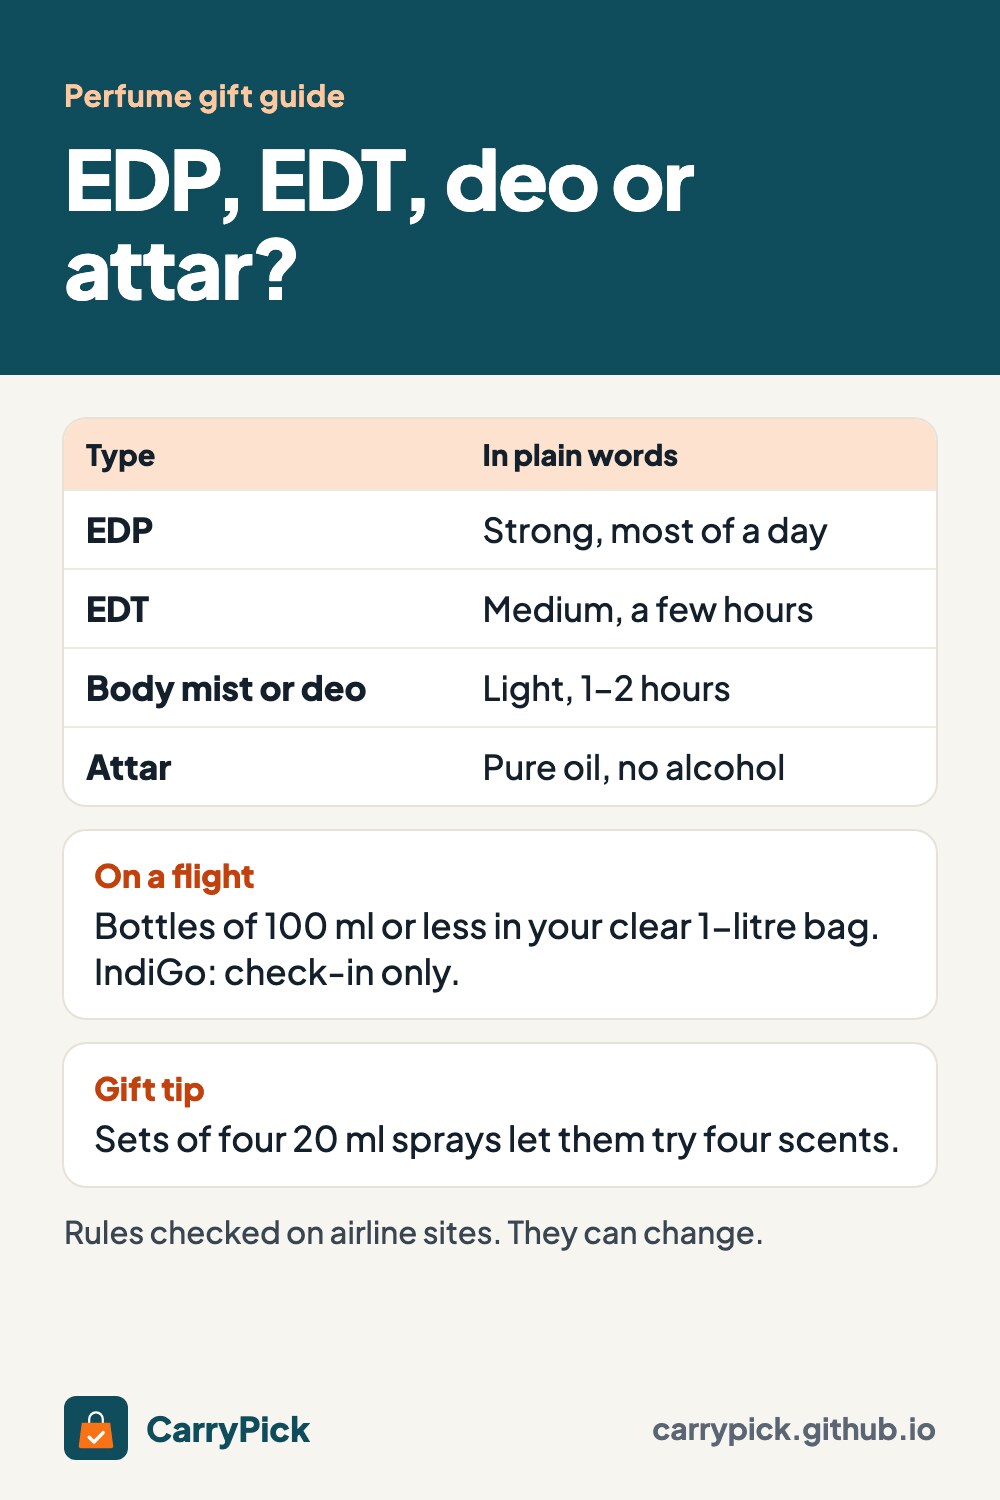 Perfume gift guide
EDP, EDT, deo or
attar?
Type In plain words
EDP Strong, most of a day
EDT Medium, a few hours
Body mist or deo Light, 1–2 hours
Attar Pure oil, no alcohol
On a flight
Bottles of 100 ml or less in your clear 1-litre bag.
IndiGo: check-in only.
Gift tip
Sets of four 20 ml sprays let them try four scents.
Rules checked on airline sites. They can change.
CarryPick carrypick.github.io